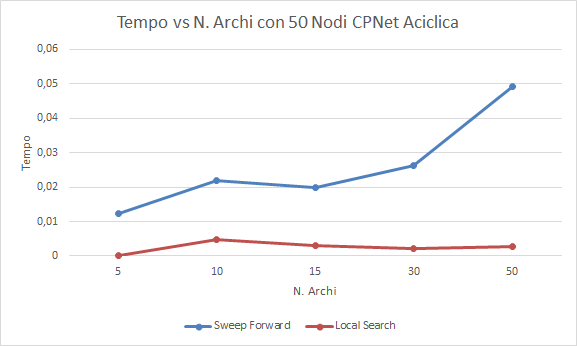 Tempo vs N. Archi con 50 Nodi CPNet Aciclica
0,06
0,05
0,04
0,03
0,02
0,01
0
Tempo
5 10 15 30 50
N. Archi
Sweep Forward Local Search